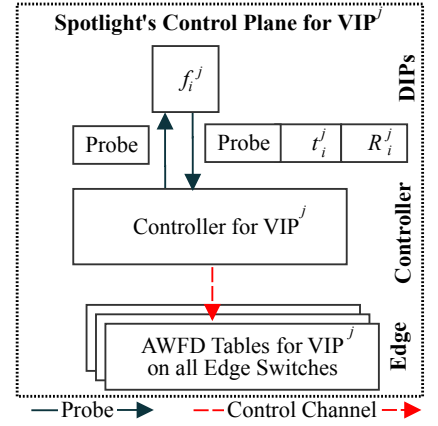 Spotlight's Control Plane for VIP^j
f_i^j
DIPs
Probe
Probe t_i^j R_i^j
Controller for VIP^j
Controller
AWFD Tables for VIP^j
on all Edge Switches
Edge
Probe
Control Channel